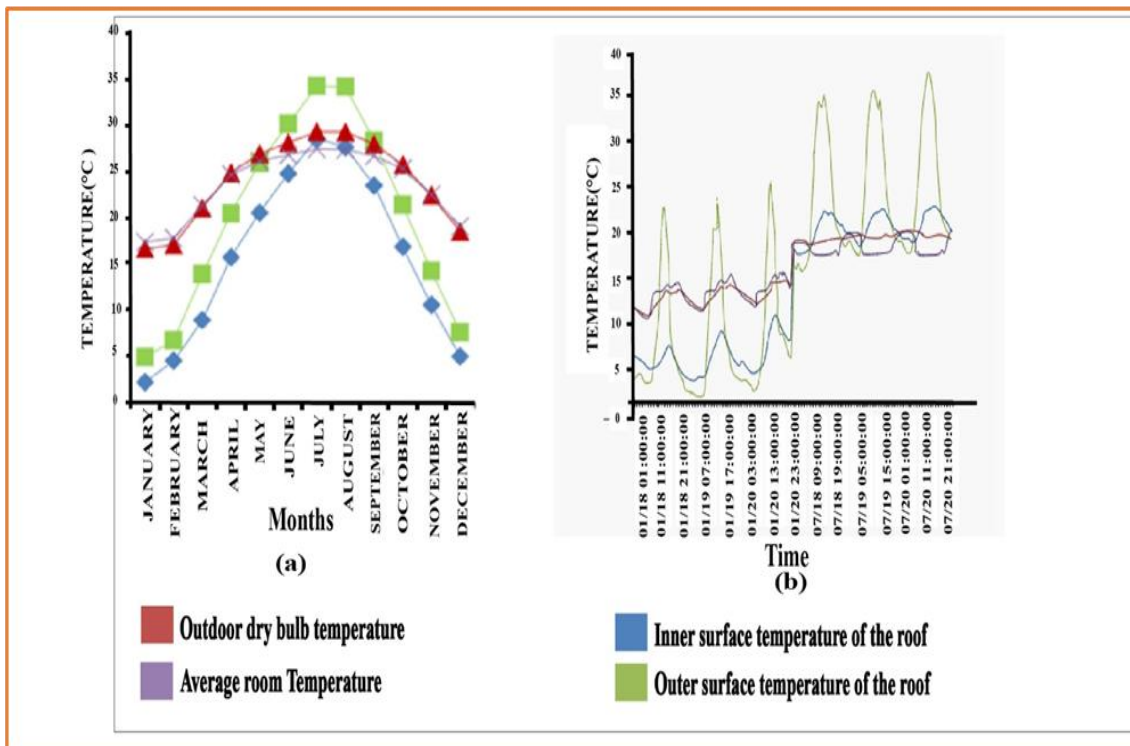 40
35
30
25
20
15
10
5
0
TEMPERATURE(°C)
JANUARY
FEBRUARY
MARCH
APRIL
MAY
JUNE
JULY
AUGUST
SEPTEMBER
OCTOBER
NOVEMBER
DECEMBER
Months
(a)
40
35
30
25
20
15
10
5
– 0
TEMPERATURE(°C)
01/18 01:00:00
01/18 11:00:00
01/18 21:00:00
01/19 07:00:00
01/19 17:00:00
01/20 03:00:00
01/20 13:00:00
01/20 23:00:00
07/18 09:00:00
07/18 19:00:00
07/19 05:00:00
07/19 15:00:00
07/20 01:00:00
07/20 11:00:00
07/20 21:00:00
Time
(b)
Outdoor dry bulb temperature
Average room Temperature
Inner surface temperature of the roof
Outer surface temperature of the roof